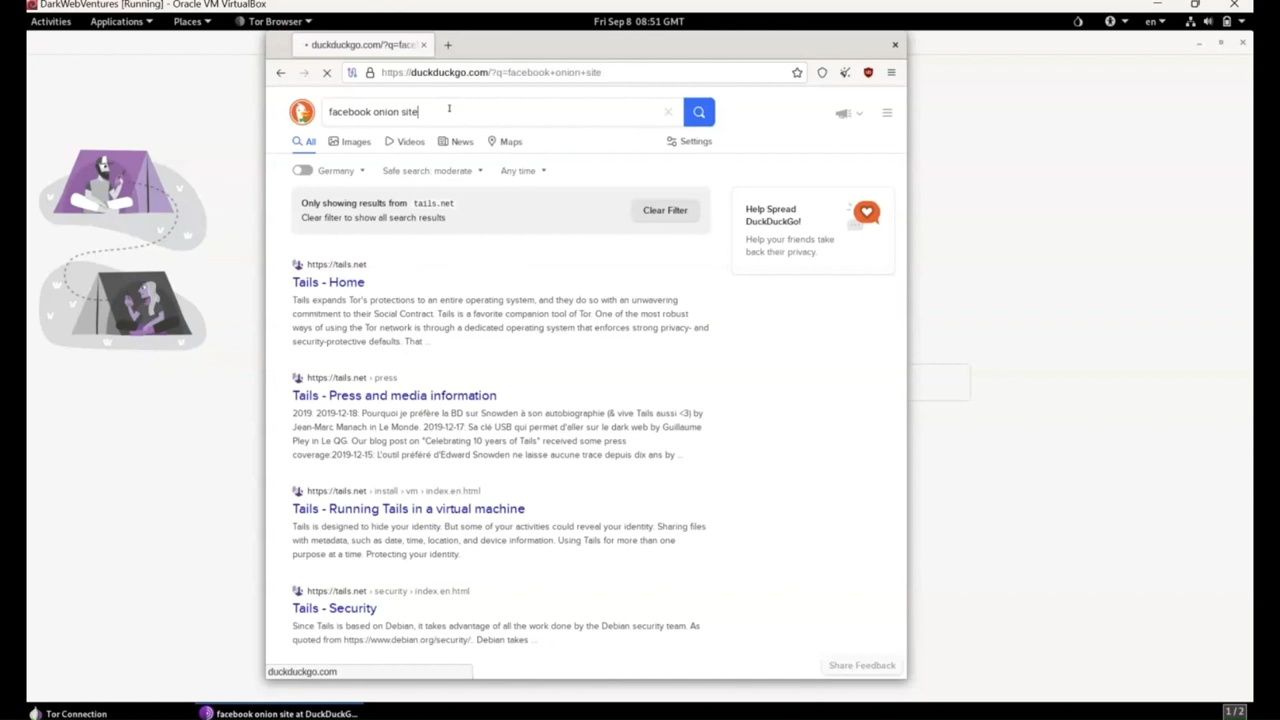 DarkWebVentures [Running] - Oracle VM VirtualBox
Activities Applications Places Tor Browser Fri Sep 8 08:51 GMT en
duckduckgo.com/?q=face
https://duckduckgo.com/?q=facebook+onion+site
facebook onion site
All Images Videos News Maps Settings
Germany Safe search: moderate Any time
Only showing results from tails.net
Clear filter to show all search results
Clear Filter
Help Spread
DuckDuckGo!
Help your friends take
back their privacy.
https://tails.net
Tails - Home
Tails expands Tor's protections to an entire operating system, and they do so with an unwavering
commitment to their Social Contract. Tails is a favorite companion tool of Tor. One of the most robust
ways of using the Tor network is through a dedicated operating system that enforces strong privacy- and
security-protective defaults. That ...
https://tails.net › press
Tails - Press and media information
2019. 2019-12-18: Pourquoi je préfère la BD sur Snowden à son autobiographie (& vive Tails aussi <3) by
Jean-Marc Manach in Le Monde. 2019-12-17: Sa clé USB qui permet d'aller sur le dark web by Guillaume
Pley in Le QG. Our blog post on "Celebrating 10 years of Tails" received some press
coverage:2019-12-15: L'outil préféré d'Edward Snowden ne laisse aucune trace depuis dix ans by ...
https://tails.net › install › vm › index.en.html
Tails - Running Tails in a virtual machine
Tails is designed to hide your identity. But some of your activities could reveal your identity. Sharing files
with metadata, such as date, time, location, and device information. Using Tails for more than one
purpose at a time. Protecting your identity.
https://tails.net › security › index.en.html
Tails - Security
Since Tails is based on Debian, it takes advantage of all the work done by the Debian security team. As
quoted from https://www.debian.org/security/:. Debian takes ...
duckduckgo.com
Share Feedback
Tor Connection facebook onion site at DuckDuckG... 1 / 2